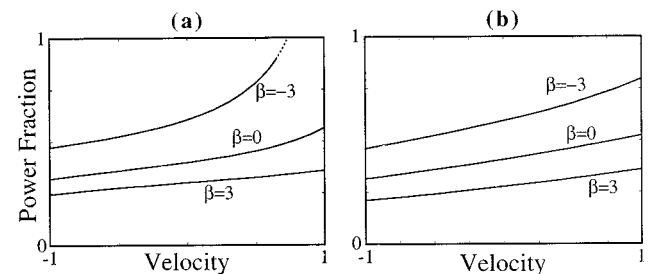 (a)
1
Power Fraction
β=−3
β=0
β=3
0
-1
Velocity
1
(b)
1
β=−3
β=0
β=3
0
-1
Velocity
1